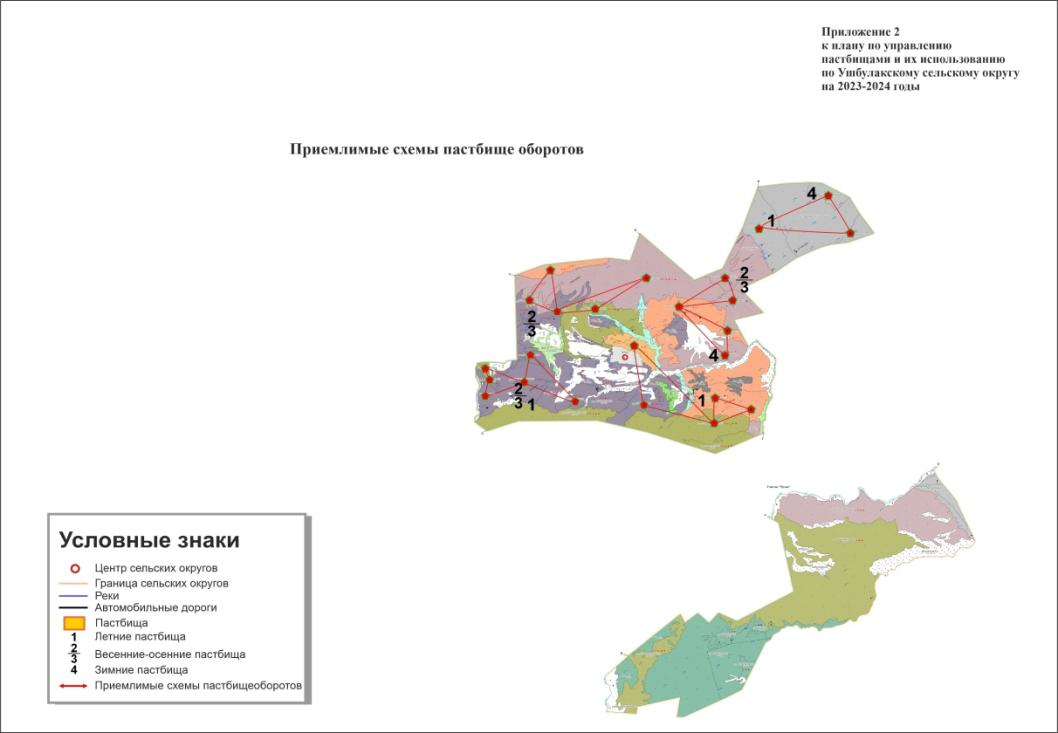 Приложение 2
к плану по управлению
пастбищами и их использованию
по Ушбулакскому сельскому округу
на 2023-2024 годы
Приемлимые схемы пастбище оборотов
4
1
2
3
2
3
4
2
3
1
1
Условные знаки
Центр сельских округов
Граница сельских округов
Реки
Автомобильные дороги
Пастбища
1 Летние пастбища
2
3
Весенние-осенние пастбища
4 Зимние пастбища
Приемлимые схемы пастбищеоборотов